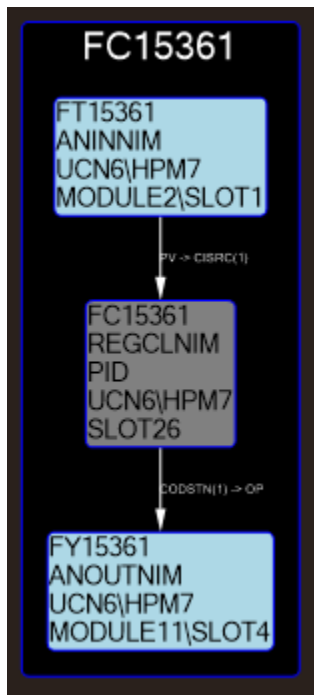 FC15361
FT15361
ANINNIM
UCN6\HPM7
MODULE2\SLOT1
PV -> CISRC(1)
FC15361
REGCLNIM
PID
UCN6\HPM7
SLOT26
CODSTN(1) -> OP
FY15361
ANOUTNIM
UCN6\HPM7
MODULE11\SLOT4